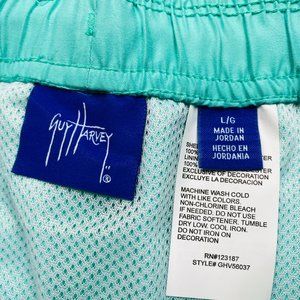 GUY HARVEY
®
L/G
MADE IN
JORDAN
HECHO EN
JORDANIA
EXCLUSIVE OF DECORATION
EXCLUYE LA DECORACIÓN
MACHINE WASH COLD
WITH LIKE COLORS.
NON-CHLORINE BLEACH
IF NEEDED. DO NOT USE
FABRIC SOFTENER. TUMBLE
DRY LOW. COOL IRON.
DO NOT IRON DECORATION.
RN#123187
STYLE# GHV56037